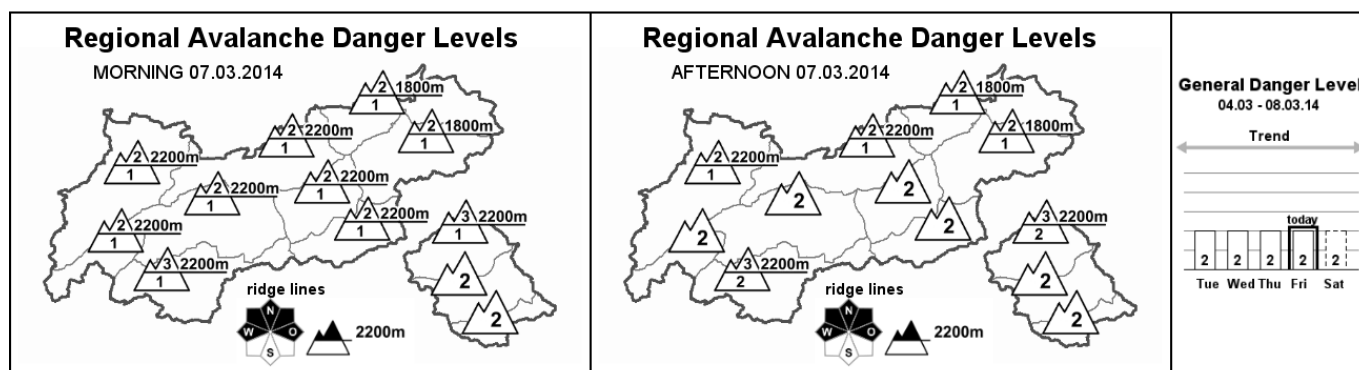 Regional Avalanche Danger Levels
MORNING 07.03.2014
2 1800m
1
2 2200m
1
2 1800m
1
2 2200m
1
2 2200m
1
2 2200m
1
2 2200m
1
2 2200m
1
3 2200m
1
3 2200m
1
2
2
ridge lines
N
W O
S
2200m
Regional Avalanche Danger Levels
AFTERNOON 07.03.2014
2 1800m
1
2 2200m
1
2 1800m
1
2 2200m
1
2
2
2
2
3 2200m
2
3 2200m
2
2
2
ridge lines
N
W O
S
2200m
General Danger Level
04.03 - 08.03.14
Trend
today
2 2 2 2 2
Tue Wed Thu Fri Sat